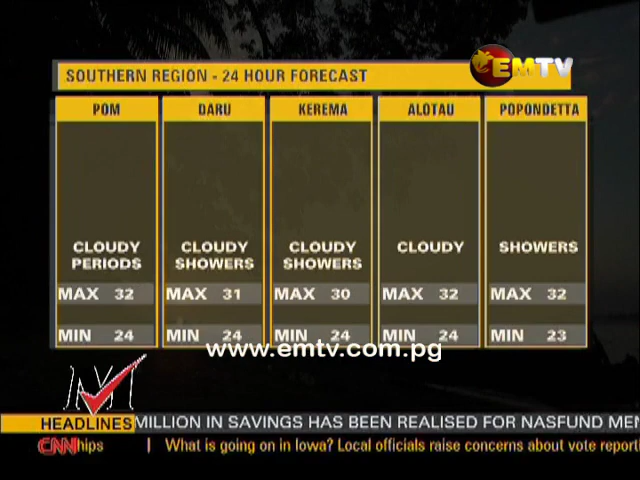 EMTV
SOUTHERN REGION - 24 HOUR FORECAST
POM DARU KEREMA ALOTAU POPONDETTA
CLOUDY PERIODS CLOUDY SHOWERS CLOUDY SHOWERS CLOUDY SHOWERS
MAX 32 MAX 31 MAX 30 MAX 32 MAX 32
MIN 24 MIN 24 MIN 24 MIN 24 MIN 23
www.emtv.com.pg
HEADLINES MILLION IN SAVINGS HAS BEEN REALISED FOR NASFUND MEN
CNN hips | What is going on in Iowa? Local officials raise concerns about vote reporti